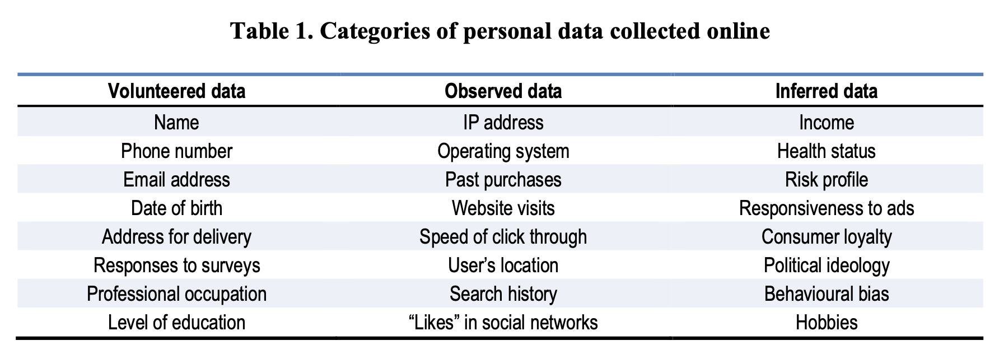 Table 1. Categories of personal data collected online
Volunteered data Observed data Inferred data
Name IP address Income
Phone number Operating system Health status
Email address Past purchases Risk profile
Date of birth Website visits Responsiveness to ads
Address for delivery Speed of click through Consumer loyalty
Responses to surveys User’s location Political ideology
Professional occupation Search history Behavioural bias
Level of education “Likes” in social networks Hobbies